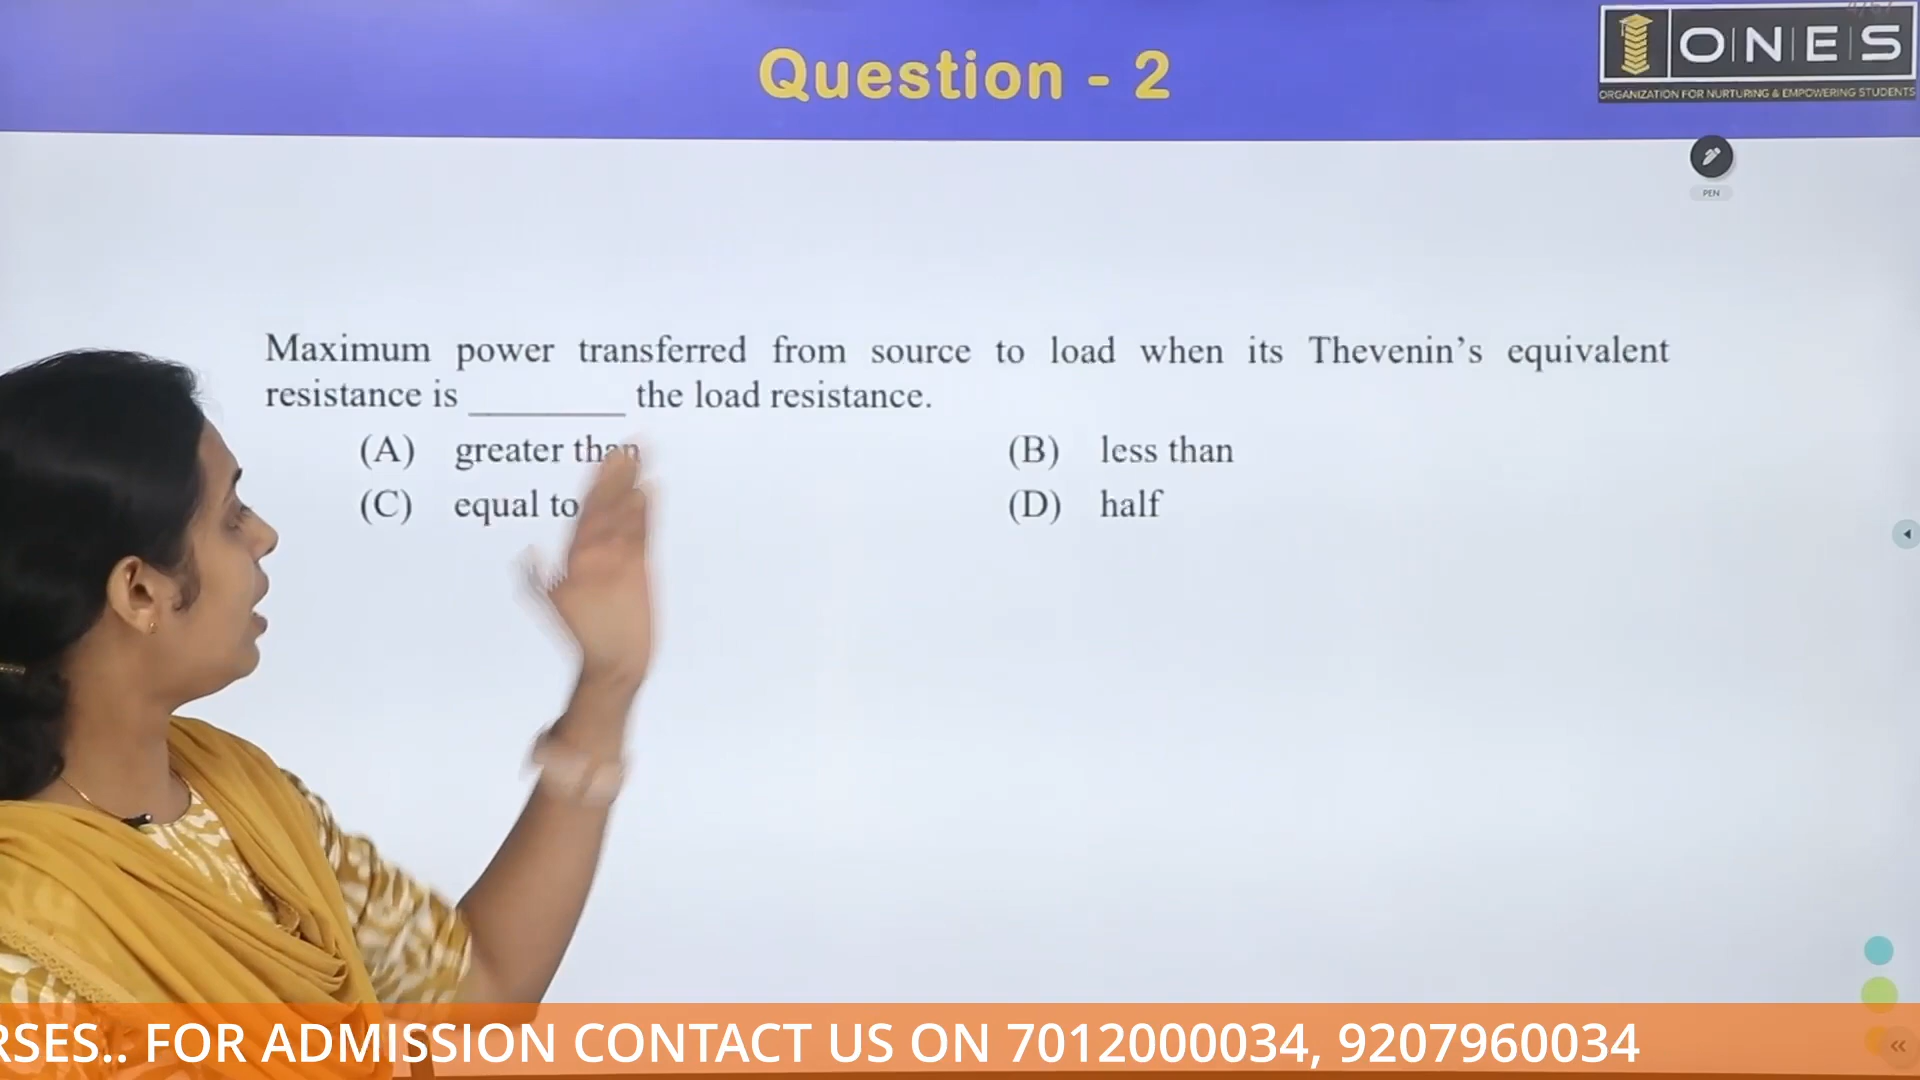 Question - 2
ONES
ORGANIZATION FOR NURTURING & EMPOWERING STUDENTS
PEN
Maximum power transferred from source to load when its Thevenin’s equivalent
resistance is ________ the load resistance.
(A) greater than (B) less than
(C) equal to (D) half
RSES.. FOR ADMISSION CONTACT US ON 7012000034, 9207960034